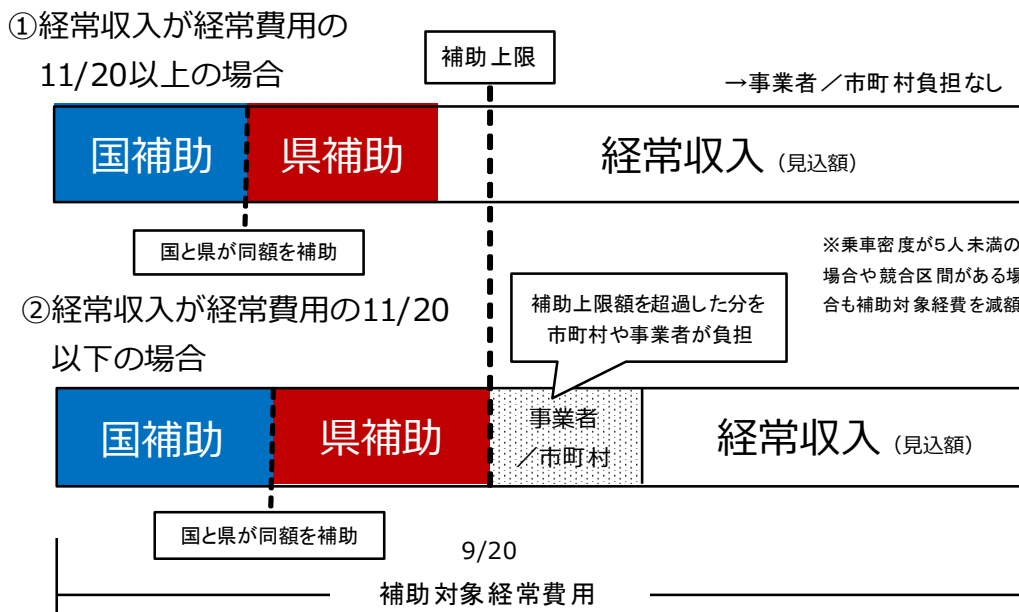 ①経常収入が経常費用の
11/20以上の場合
補助上限
→事業者／市町村負担なし
国補助
県補助
経常収入（見込額）
国と県が同額を補助
※乗車密度が5人未満の
場合や競合区間がある場
合も補助対象経費を減額
②経常収入が経常費用の11/20
以下の場合
補助上限額を超過した分を
市町村や事業者が負担
国補助
県補助
事業者
／市町村
経常収入（見込額）
国と県が同額を補助
9/20
補助対象経常費用